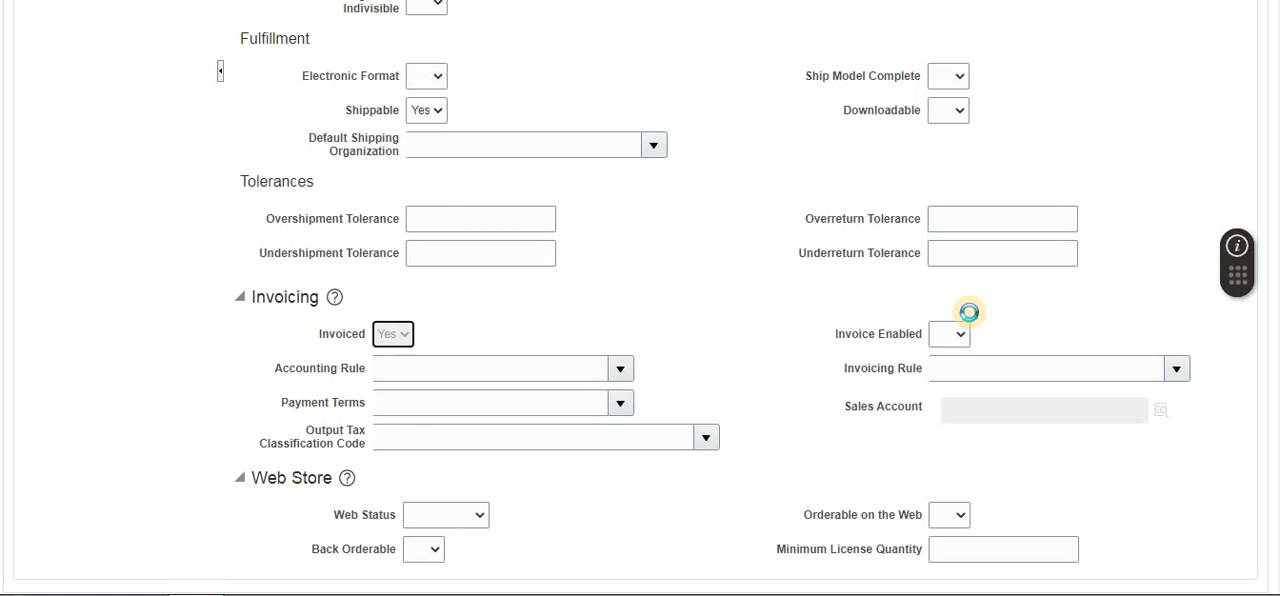 Indivisible
Fulfillment
Electronic Format
Ship Model Complete
Shippable Yes
Downloadable
Default Shipping
Organization
Tolerances
Overshipment Tolerance
Overreturn Tolerance
Undershipment Tolerance
Underreturn Tolerance
Invoicing ?
Invoiced Yes
Invoice Enabled
Accounting Rule
Invoicing Rule
Payment Terms
Sales Account
Output Tax
Classification Code
Web Store ?
Web Status
Orderable on the Web
Back Orderable
Minimum License Quantity